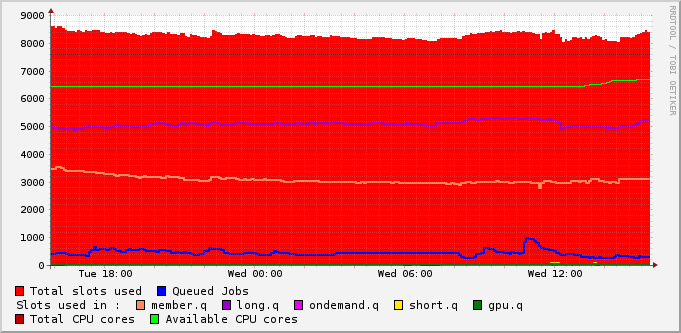 9000
8000
7000
6000
5000
4000
3000
2000
1000
0
Tue 18:00 Wed 00:00 Wed 06:00 Wed 12:00
Total slots used Queued Jobs
Slots used in : member.q long.q ondemand.q short.q gpu.q
Total CPU cores Available CPU cores
RRDTOOL / TOBI OETIKER